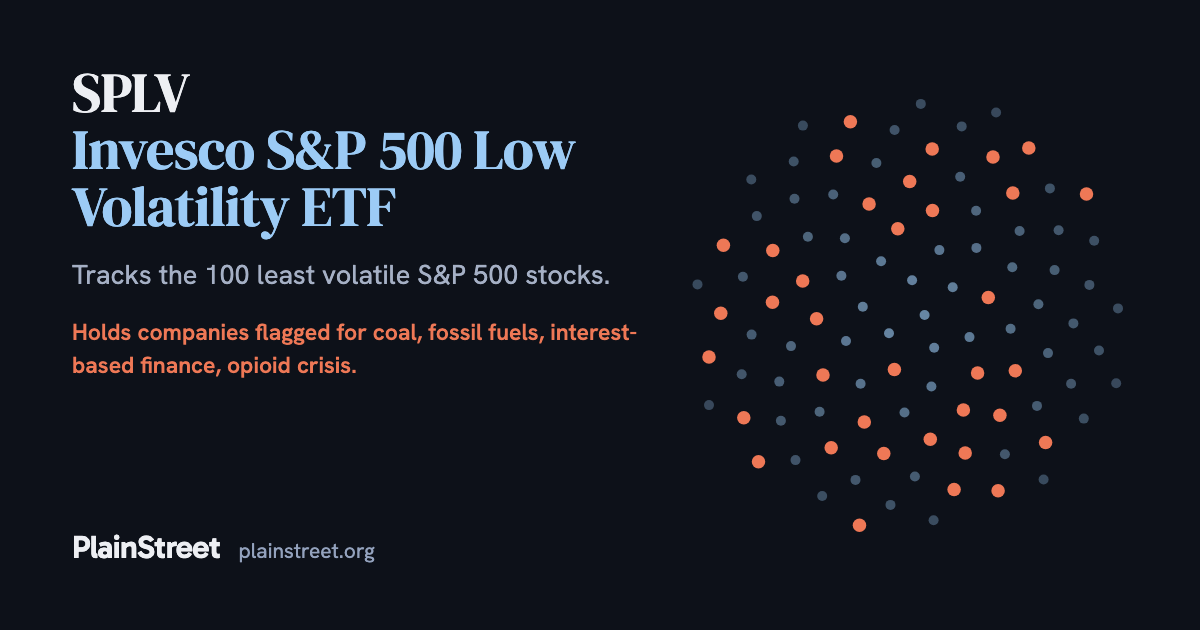 SPLV
Invesco S&P 500 Low
Volatility ETF
Tracks the 100 least volatile S&P 500 stocks.
Holds companies flagged for coal, fossil fuels, interest-
based finance, opioid crisis.
PlainStreet plainstreet.org